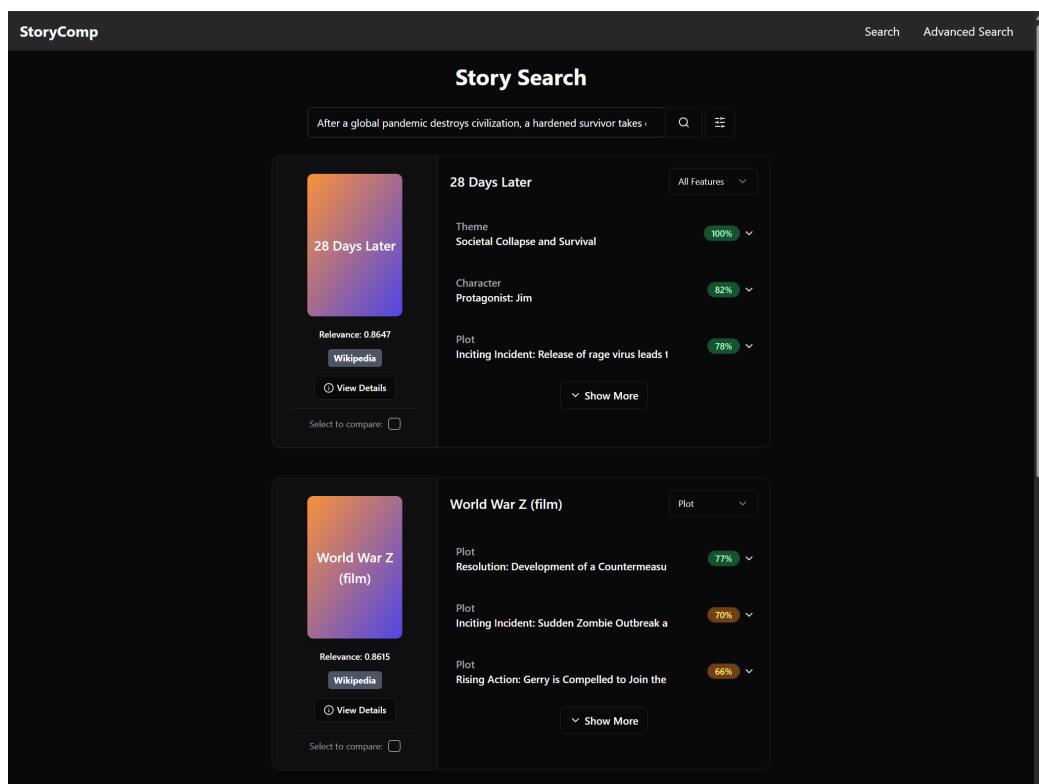 StoryComp
Search
Advanced Search
Story Search
After a global pandemic destroys civilization, a hardened survivor takes
28 Days Later
Relevance: 0.8647
Wikipedia
View Details
Select to compare:
28 Days Later
All Features
Theme
Societal Collapse and Survival
100%
Character
Protagonist: Jim
82%
Plot
Inciting Incident: Release of rage virus leads t
78%
Show More
World War Z
(film)
Relevance: 0.8615
Wikipedia
View Details
Select to compare:
World War Z (film)
Plot
Plot
Resolution: Development of a Countermeasu
77%
Plot
Inciting Incident: Sudden Zombie Outbreak a
70%
Plot
Rising Action: Gerry is Compelled to Join the
66%
Show More